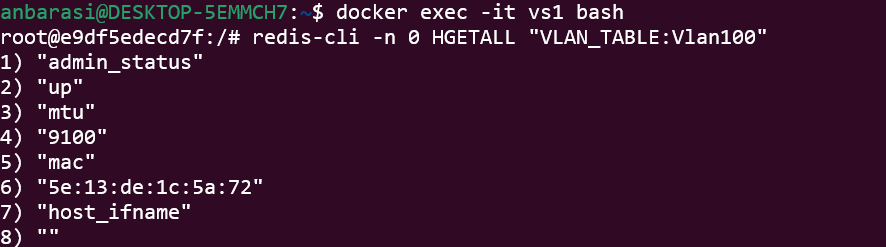 anbarasi@DESKTOP-5EMMCH7:~$ docker exec -it vs1 bash
root@e9df5edecd7f:/# redis-cli -n 0 HGETALL "VLAN_TABLE:Vlan100"
1) "admin_status"
2) "up"
3) "mtu"
4) "9100"
5) "mac"
6) "5e:13:de:1c:5a:72"
7) "host_ifname"
8) ""